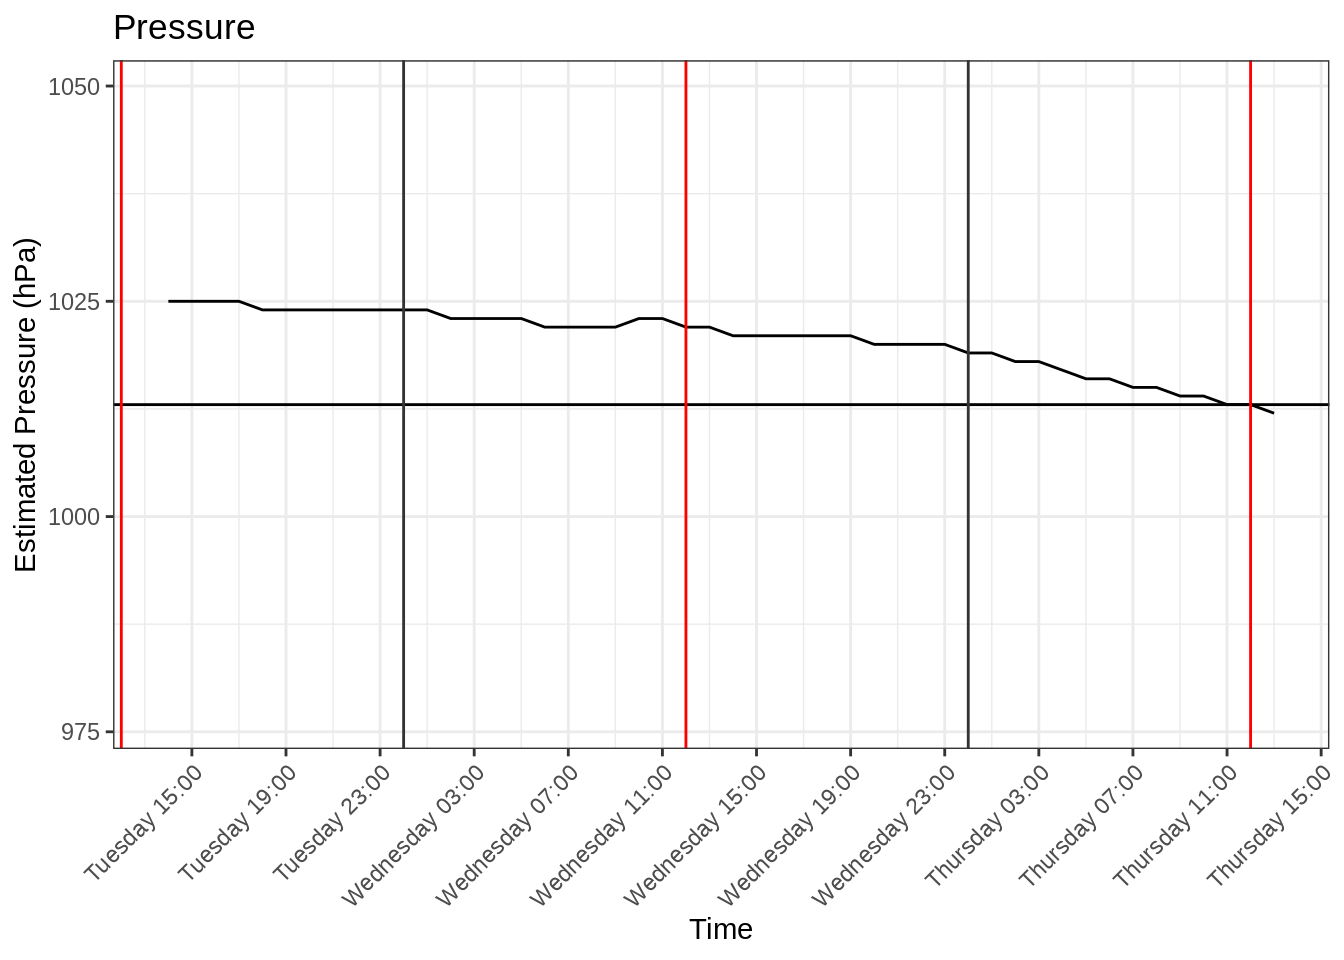 Pressure
Estimated Pressure (hPa)
1050
1025
1000
975
Tuesday 15:00
Tuesday 19:00
Tuesday 23:00
Wednesday 03:00
Wednesday 07:00
Wednesday 11:00
Wednesday 15:00
Wednesday 19:00
Wednesday 23:00
Thursday 03:00
Thursday 07:00
Thursday 11:00
Thursday 15:00
Time